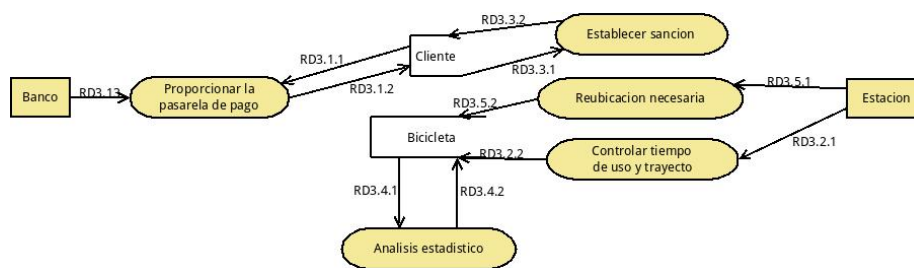 RD3.3.2
Establecer sancion
RD3.1.1
Cliente
RD3.3.1
Banco
RD3.13
Proporcionar la
pasarela de pago
RD3.1.2
RD3.5.2
Reubicacion necesaria
RD3.5.1
Estacion
Bicicleta
RD3.2.2
Controlar tiempo
de uso y trayecto
RD3.2.1
RD3.4.1
RD3.4.2
Analisis estadistico